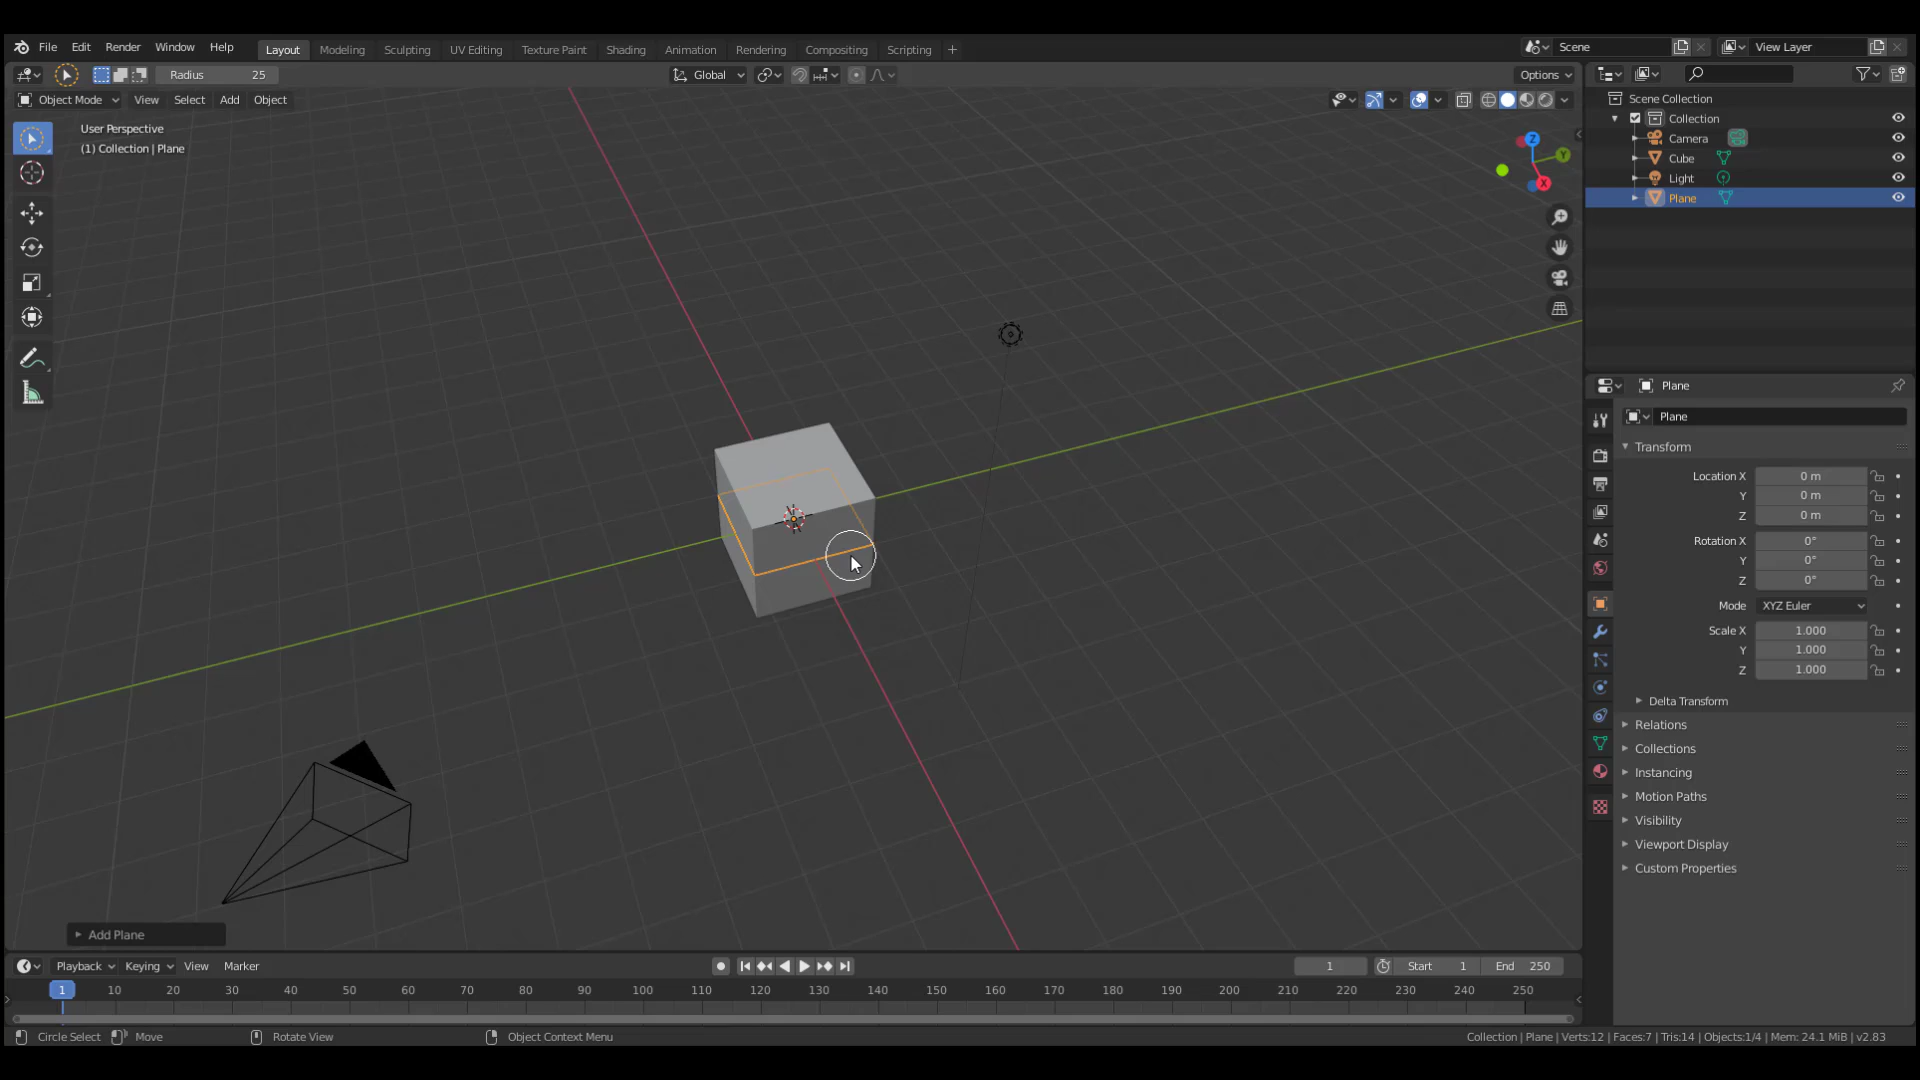 File Edit Render Window Help Layout Modeling Sculpting UV Editing Texture Paint Shading Animation Rendering Compositing Scripting + Scene View Layer
Radius 25 Global Options
Object Mode View Select Add Object
User Perspective
(1) Collection | Plane
Z
Y
X
Scene Collection
Collection
Camera
Cube
Light
Plane
Plane
Plane
Transform
Location X 0 m
Y 0 m
Z 0 m
Rotation X 0°
Y 0°
Z 0°
Mode XYZ Euler
Scale X 1.000
Y 1.000
Z 1.000
Delta Transform
Relations
Collections
Instancing
Motion Paths
Visibility
Viewport Display
Custom Properties
Add Plane
Playback Keying View Marker 1 Start 1 End 250
1 10 20 30 40 50 60 70 80 90 100 110 120 130 140 150 160 170 180 190 200 210 220 230 240 250
Circle Select Move Rotate View Object Context Menu Collection | Plane | Verts:12 | Faces:7 | Tris:14 | Objects:1/4 | Mem: 24.1 MiB | v2.83